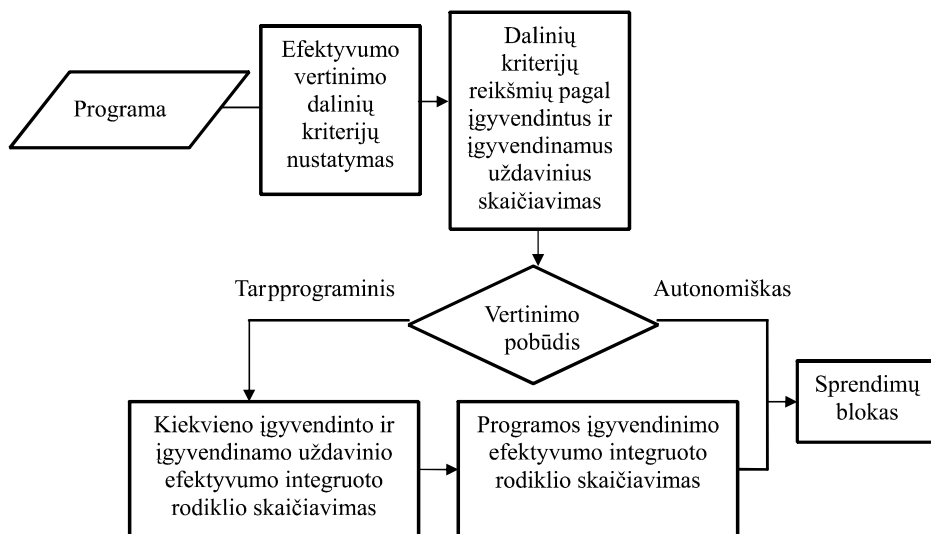 Programa
Efektyvumo
vertinimo
dalinių
kriterijų
nustatymas
Dalinių
kriterijų
reikšmių pagal
įgyvendintus ir
įgyvendinamus
uždavinius
skaičiavimas
Tarpprograminis
Autonomiškas
Vertinimo
pobūdis
Sprendimų
blokas
Kiekvieno įgyvendinto ir
įgyvendinamo uždavinio
efektyvumo integruoto
rodiklio skaičiavimas
Programos įgyvendinimo
efektyvumo integruoto
rodiklio skaičiavimas